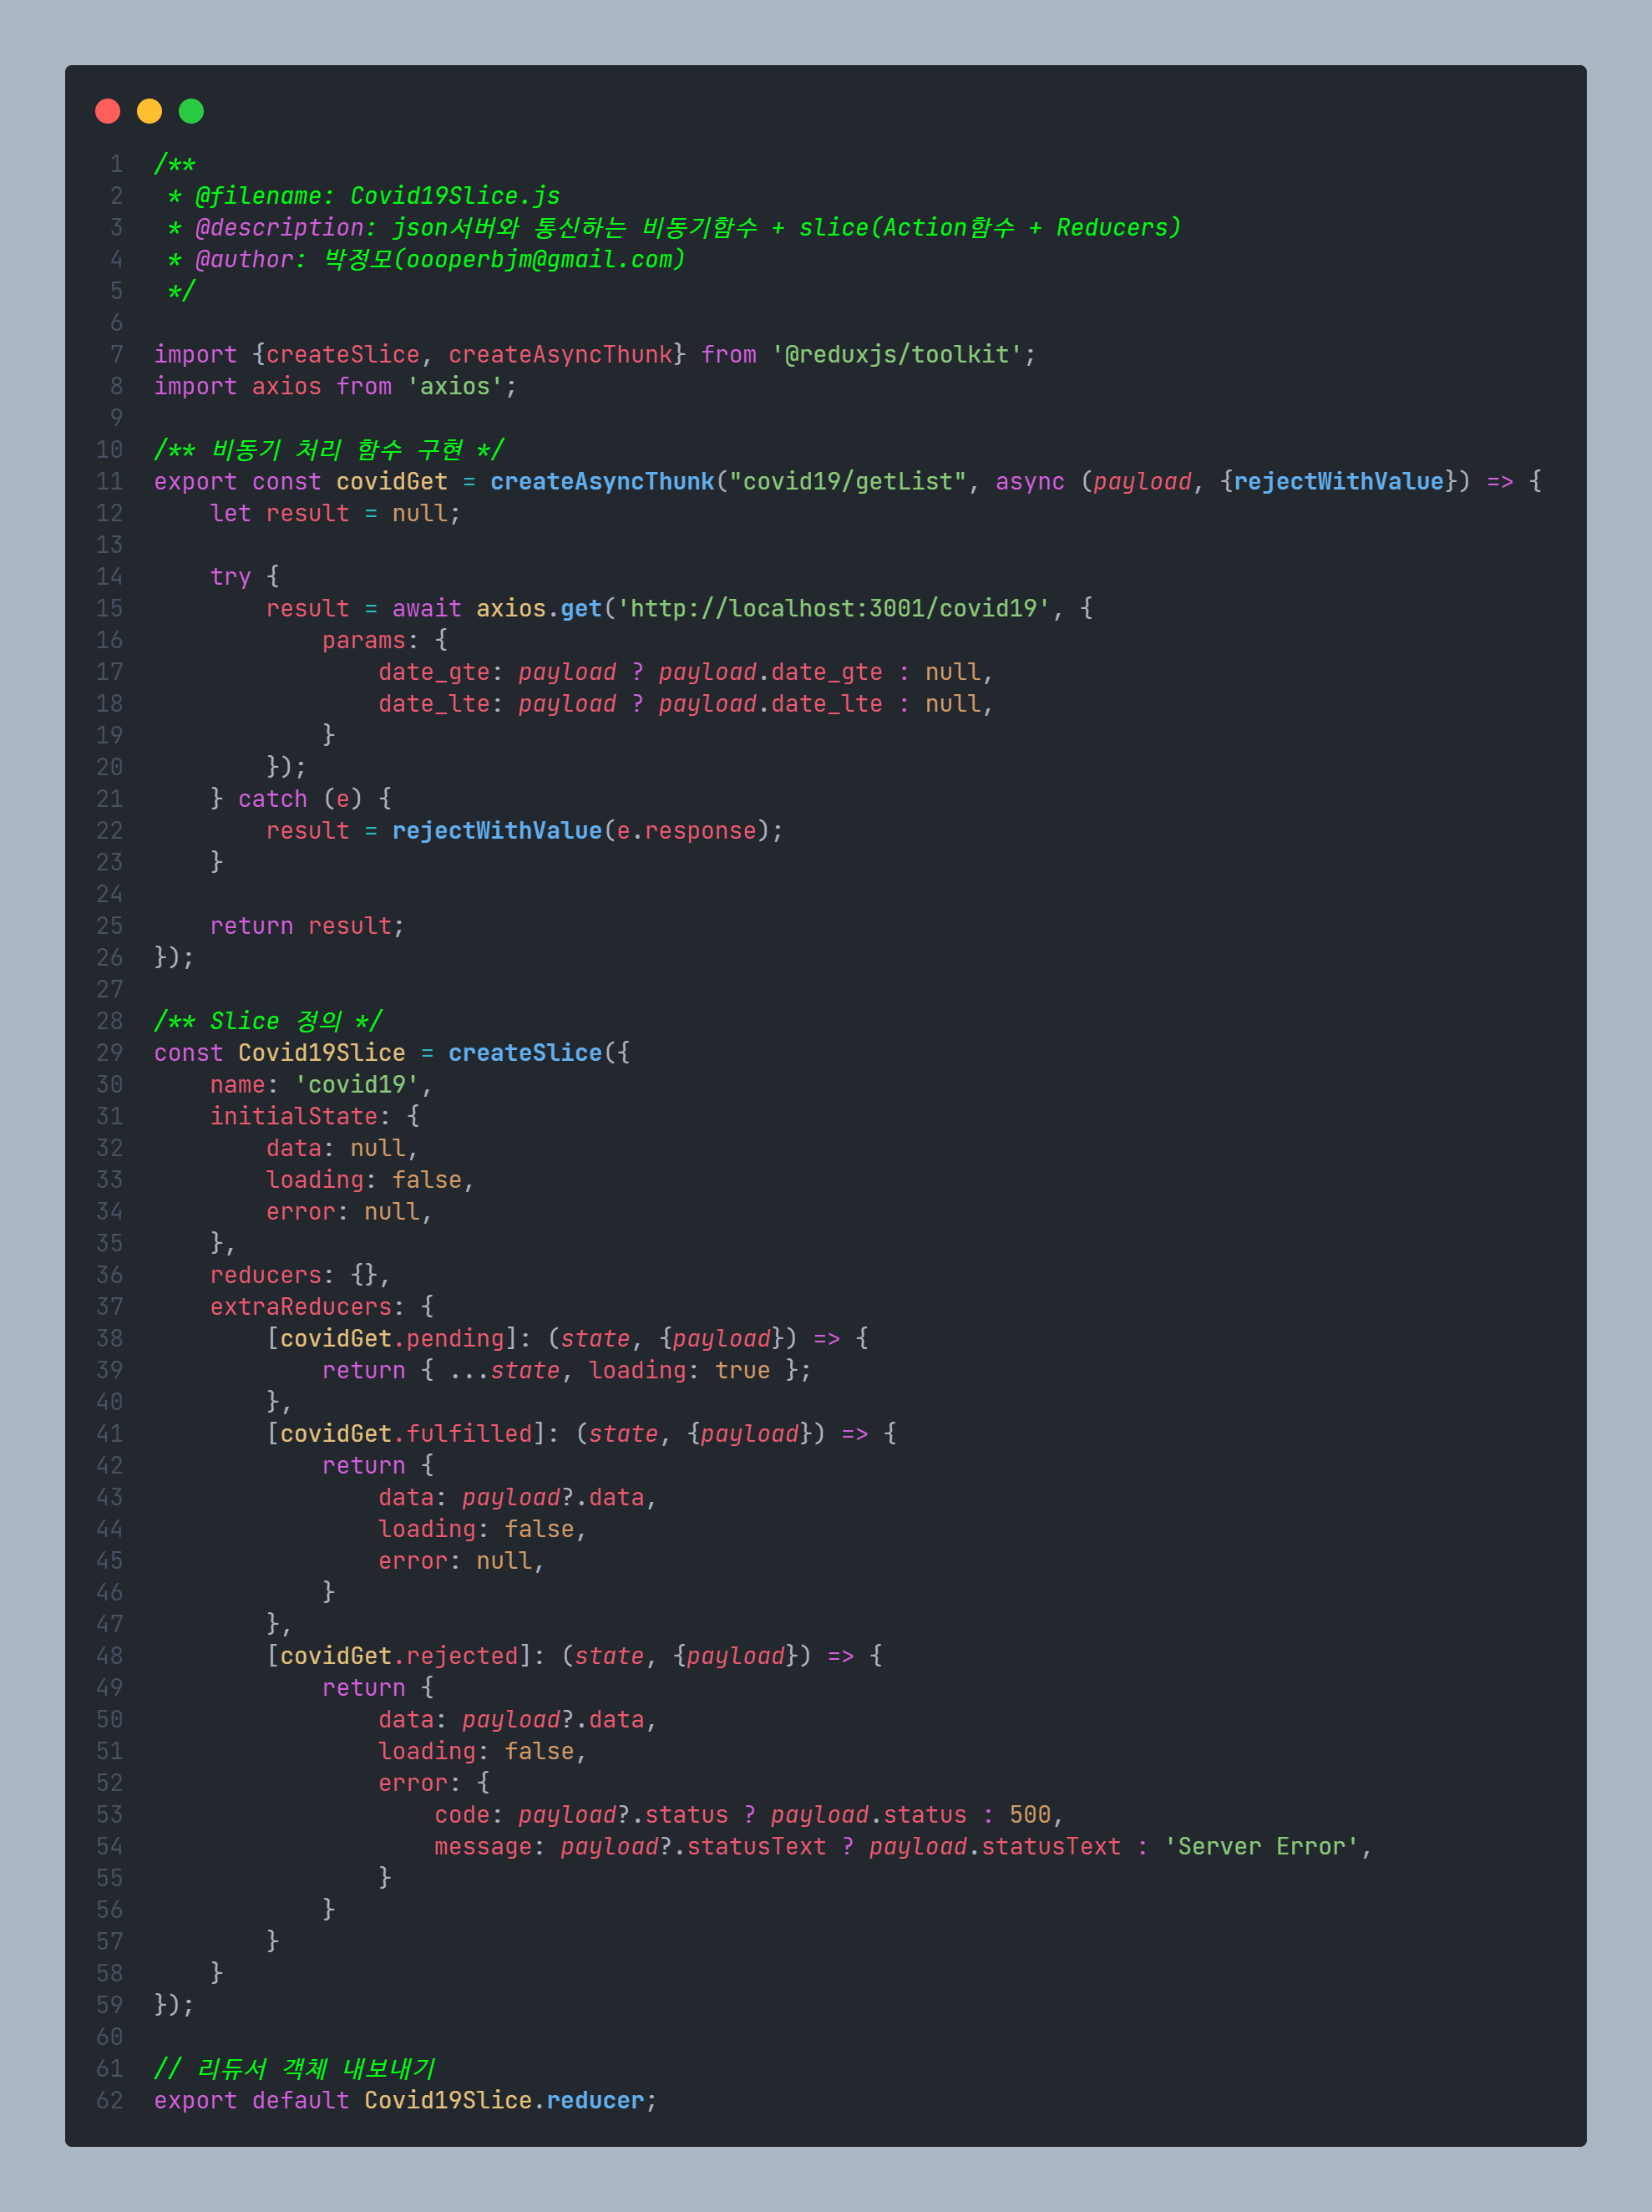 1 /**
2  * @filename: Covid19Slice.js
3  * @description: json서버와 통신하는 비동기함수 + slice(Action함수 + Reducers)
4  * @author: 박정모(oooperbjm@gmail.com)
5  */
6
7 import {createSlice, createAsyncThunk} from '@reduxjs/toolkit';
8 import axios from 'axios';
9
10 /** 비동기 처리 함수 구현 */
11 export const covidGet = createAsyncThunk("covid19/getList", async (payload, {rejectWithValue}) => {
12     let result = null;
13
14     try {
15         result = await axios.get('http://localhost:3001/covid19', {
16             params: {
17                 date_gte: payload ? payload.date_gte : null,
18                 date_lte: payload ? payload.date_lte : null,
19             }
20         });
21     } catch (e) {
22         result = rejectWithValue(e.response);
23     }
24
25     return result;
26 });
27
28 /** Slice 정의 */
29 const Covid19Slice = createSlice({
30     name: 'covid19',
31     initialState: {
32         data: null,
33         loading: false,
34         error: null,
35     },
36     reducers: {},
37     extraReducers: {
38         [covidGet.pending]: (state, {payload}) => {
39             return { ...state, loading: true };
40         },
41         [covidGet.fulfilled]: (state, {payload}) => {
42             return {
43                 data: payload?.data,
44                 loading: false,
45                 error: null,
46             }
47         },
48         [covidGet.rejected]: (state, {payload}) => {
49             return {
50                 data: payload?.data,
51                 loading: false,
52                 error: {
53                     code: payload?.status ? payload.status : 500,
54                     message: payload?.statusText ? payload.statusText : 'Server Error',
55                 }
56             }
57         }
58     }
59 });
60
61 // 리듀서 객체 내보내기
62 export default Covid19Slice.reducer;